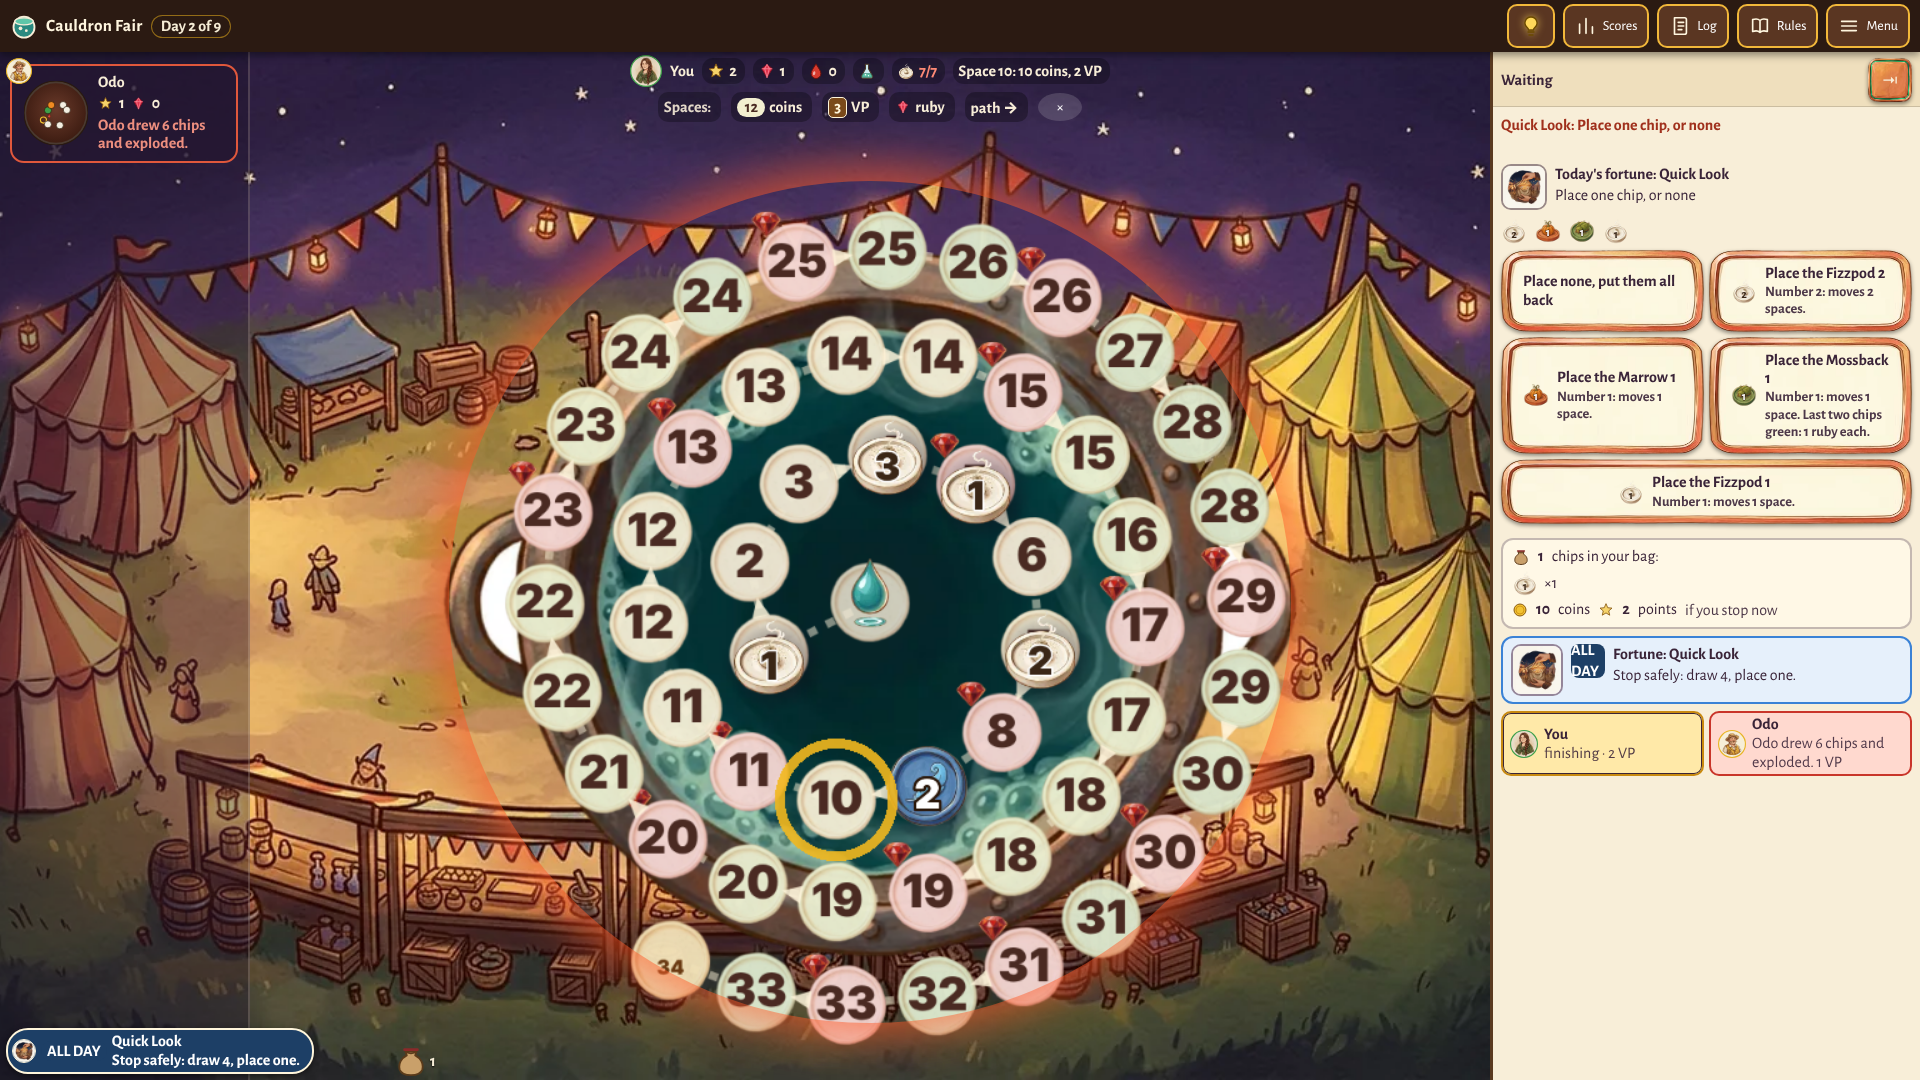 Cauldron Fair
Day 2 of 9
Scores
Log
Rules
Menu
Odo
1 0
Odo drew 6 chips
and exploded.
You 2 1 0 7/7 Space 10: 10 coins, 2 VP
Spaces: 12 coins 3 VP ruby path → ×
25 25 26 26 27 28 28 29 29 30 30 31 31 32 33 33 34
24 24 23 23 22 22 21 20 20 19 19 18 18 17 17 16 15 15 14 14 13 13 12 12 11 11
10
2
8
2
6
1
3
3
2
1
ALL DAY
Quick Look
Stop safely: draw 4, place one.
1
Waiting
Quick Look: Place one chip, or none
Today's fortune: Quick Look
Place one chip, or none
2 1 1 1
Place none, put them all
back
2
Place the Fizzpod 2
Number 2: moves 2
spaces.
1
Place the Marrow 1
Number 1: moves 1
space.
1
Place the Mossback
1
Number 1: moves 1
space. Last two chips
green: 1 ruby each.
1
Place the Fizzpod 1
Number 1: moves 1 space.
1 chips in your bag:
1 ×1
10 coins 2 points if you stop now
ALL
DAY
Fortune: Quick Look
Stop safely: draw 4, place one.
You
finishing · 2 VP
Odo
Odo drew 6 chips and
exploded. 1 VP